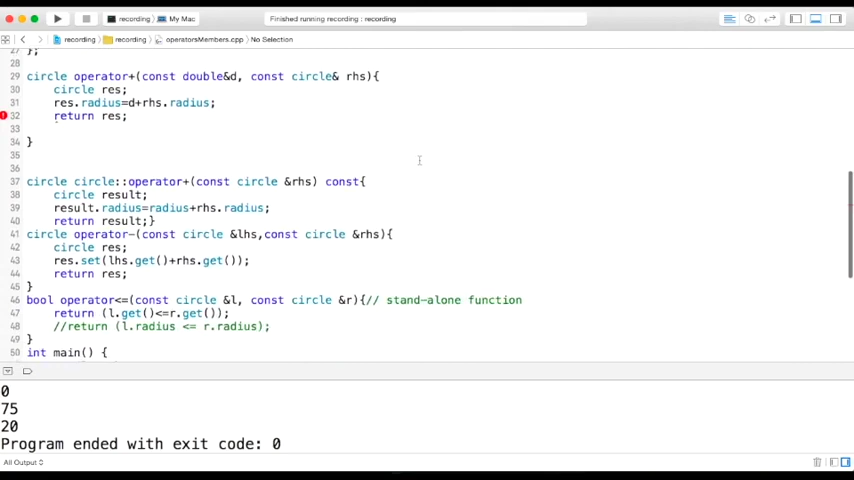 recording
My Mac
Finished running recording : recording
recording
recording
operatorsMembers.cpp
No Selection
27 };
28
29 circle operator+(const double&d, const circle& rhs){
30 circle res;
31 res.radius=d+rhs.radius;
32 return res;
33
34 }
35
36
37 circle circle::operator+(const circle &rhs) const{
38 circle result;
39 result.radius=radius+rhs.radius;
40 return result;}
41 circle operator-(const circle &lhs,const circle &rhs){
42 circle res;
43 res.set(lhs.get()+rhs.get());
44 return res;
45 }
46 bool operator<=(const circle &l, const circle &r){// stand-alone function
47 return (l.get()<=r.get());
48 //return (l.radius <= r.radius);
49 }
50 int main() {
0
75
20
Program ended with exit code: 0
All Output